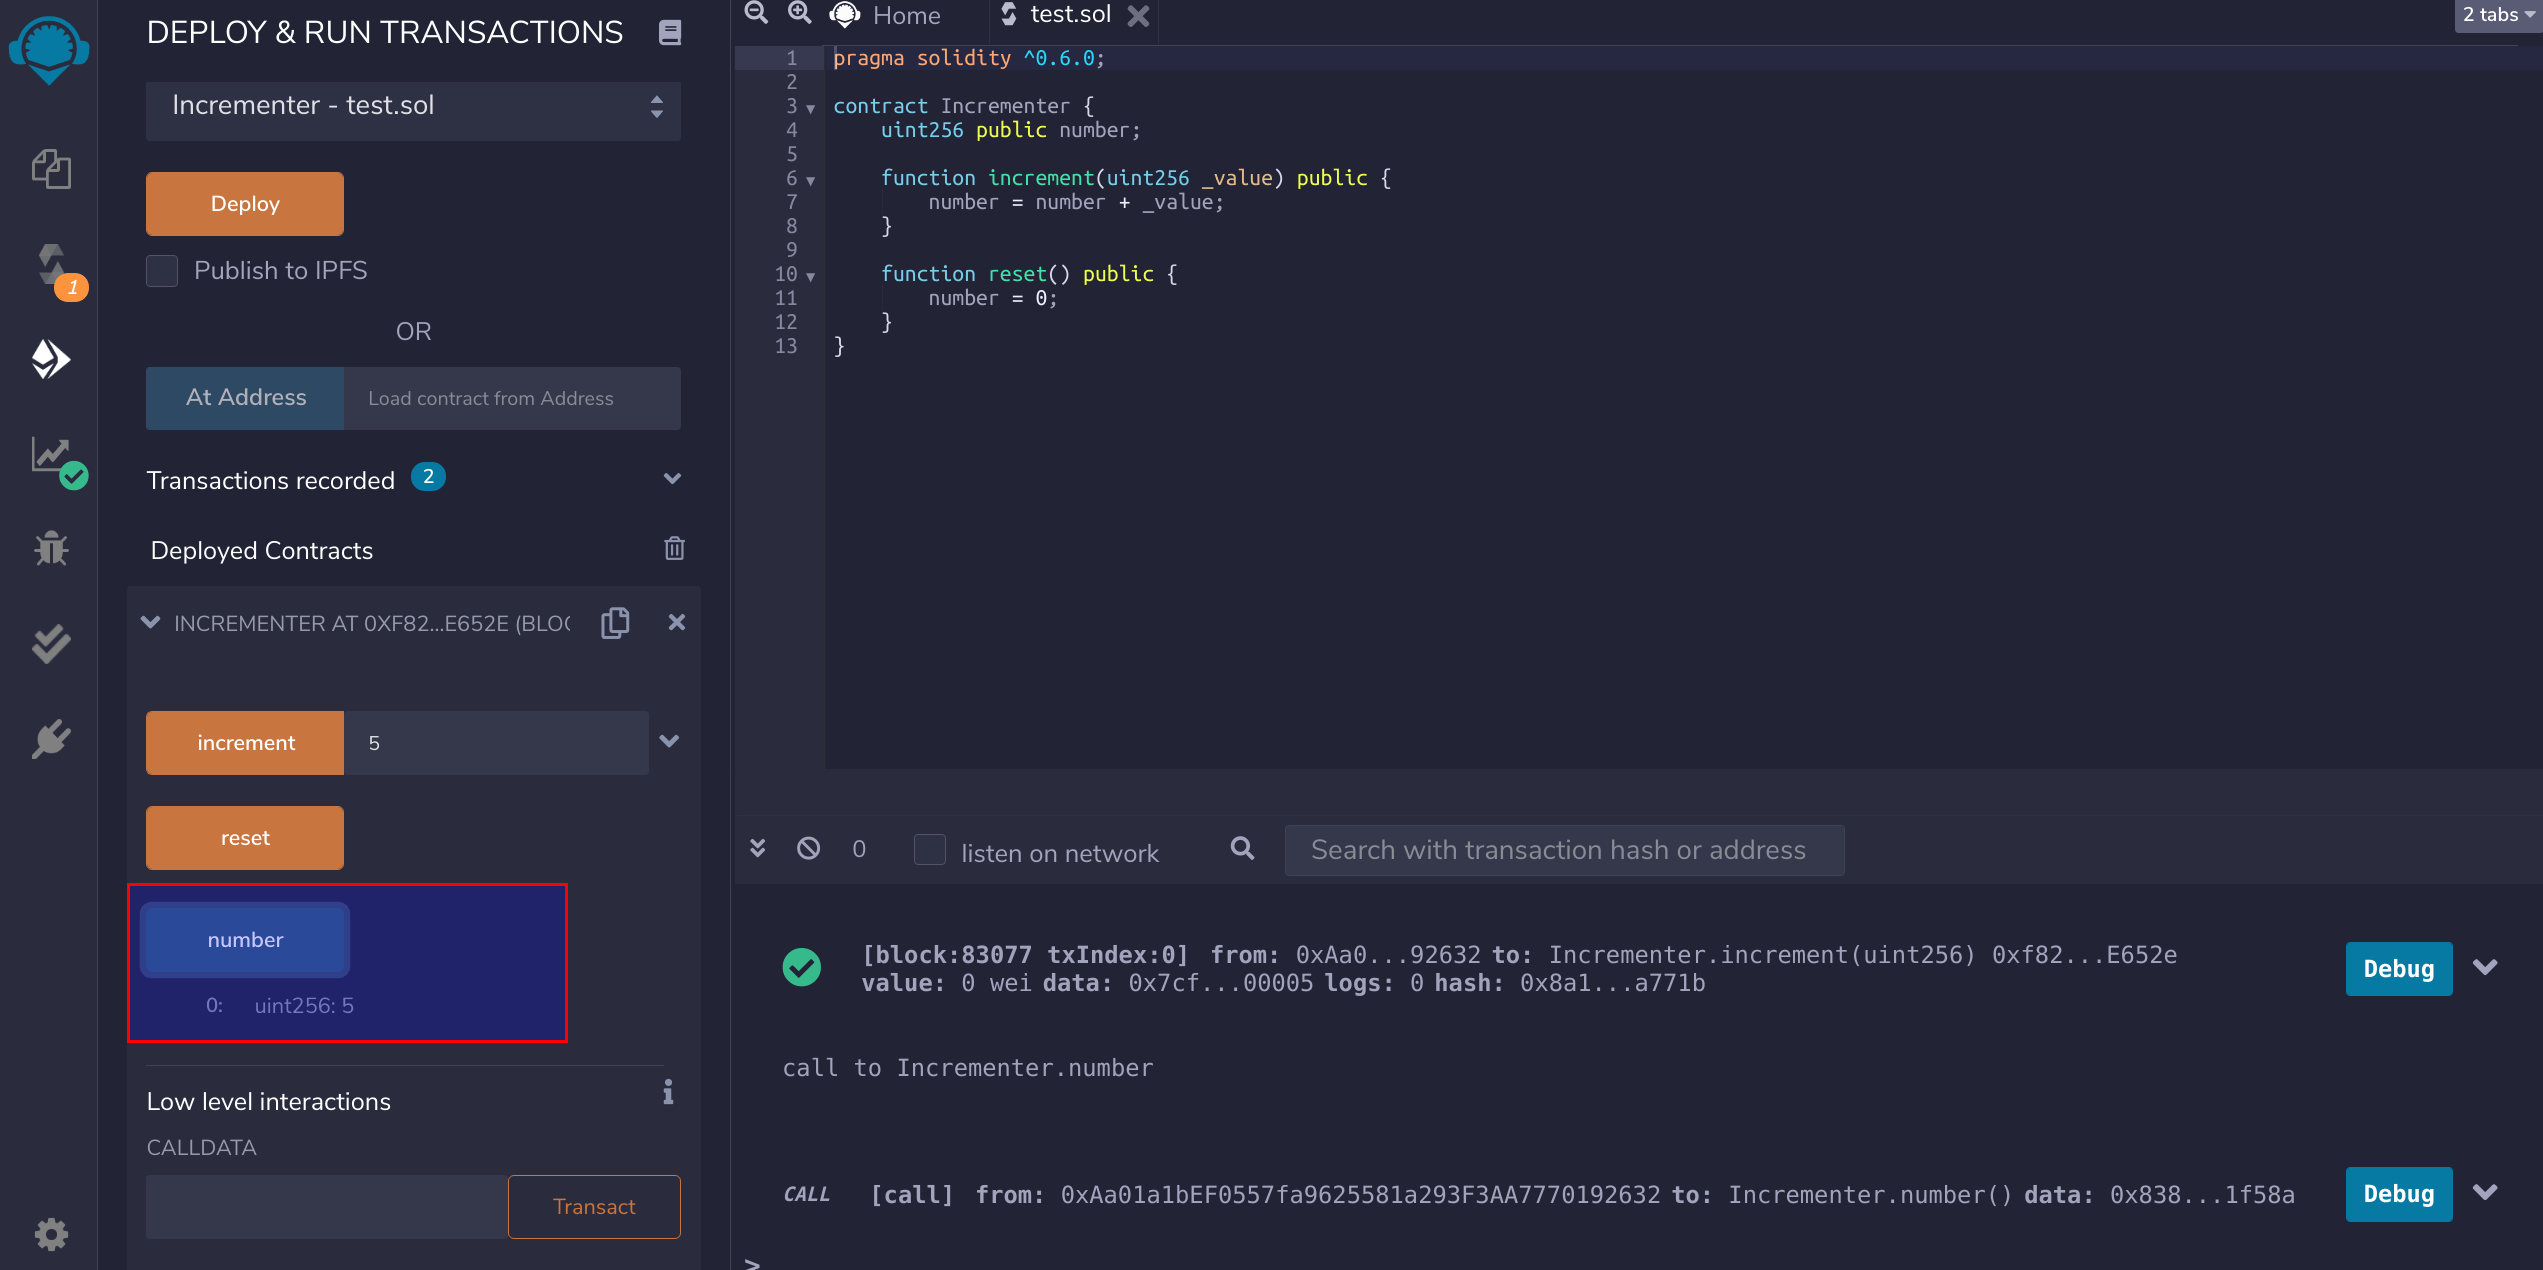 DEPLOY & RUN TRANSACTIONS
Incrementer - test.sol
Deploy
Publish to IPFS
OR
At Address
Load contract from Address
Transactions recorded 2
Deployed Contracts
INCREMENTER AT 0XF82...E652E (BLOC
increment 5
reset
number
0: uint256: 5
Low level interactions
CALLDATA
Transact
1
Home
test.sol
2 tabs
1 pragma solidity ^0.6.0;
2
3 contract Incrementer {
4 uint256 public number;
5
6 function increment(uint256 _value) public {
7 number = number + _value;
8 }
9
10 function reset() public {
11 number = 0;
12 }
13 }
0 listen on network
Search with transaction hash or address
[block:83077 txIndex:0] from: 0xAa0...92632 to: Incrementer.increment(uint256) 0xf82...E652e
value: 0 wei data: 0x7cf...00005 logs: 0 hash: 0x8a1...a771b
Debug
call to Incrementer.number
CALL [call] from: 0xAa01a1bEF0557fa9625581a293F3AA7770192632 to: Incrementer.number() data: 0x838...1f58a
Debug
>